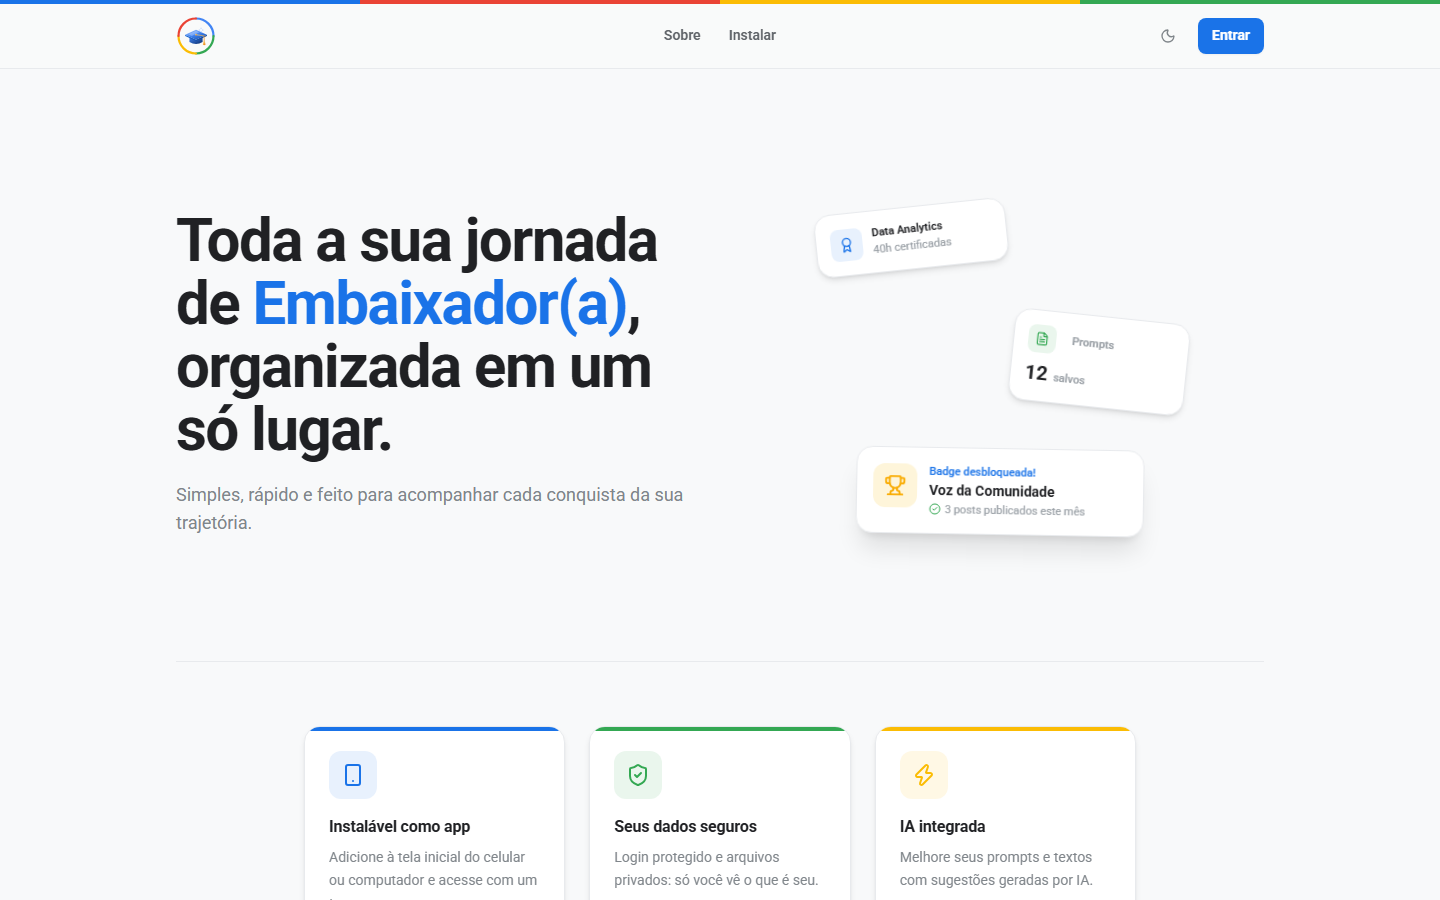 Sobre
Instalar
Entrar
Toda a sua jornada
de Embaixador(a),
organizada em um
só lugar.
Simples, rápido e feito para acompanhar cada conquista da sua
trajetória.
Data Analytics
40h certificadas
Prompts
12 salvos
Badge desbloqueada!
Voz da Comunidade
3 posts publicados este mês
Instalável como app
Adicione à tela inicial do celular
ou computador e acesse com um
Seus dados seguros
Login protegido e arquivos
privados: só você vê o que é seu.
IA integrada
Melhore seus prompts e textos
com sugestões geradas por IA.